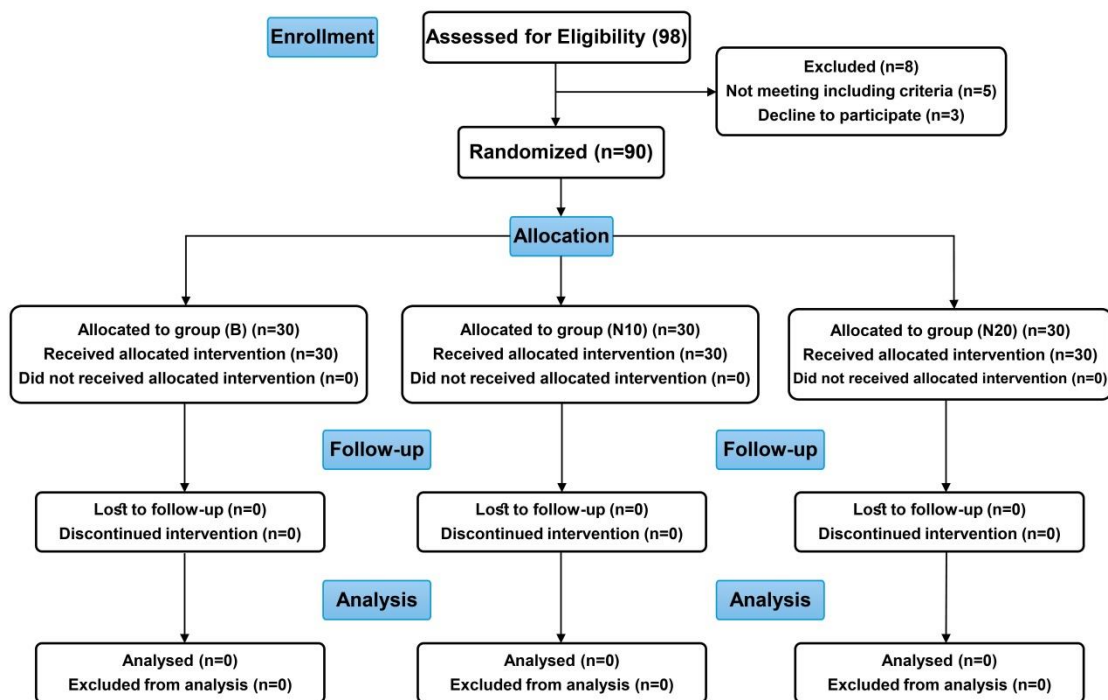 Enrollment
Assessed for Eligibility (98)
Excluded (n=8)
Not meeting including criteria (n=5)
Decline to participate (n=3)
Randomized (n=90)
Allocation
Allocated to group (B) (n=30)
Received allocated intervention (n=30)
Did not received allocated intervention (n=0)
Allocated to group (N10) (n=30)
Received allocated intervention (n=30)
Did not received allocated intervention (n=0)
Allocated to group (N20) (n=30)
Received allocated intervention (n=30)
Did not received allocated intervention (n=0)
Follow-up
Follow-up
Lost to follow-up (n=0)
Discontinued intervention (n=0)
Lost to follow-up (n=0)
Discontinued intervention (n=0)
Lost to follow-up (n=0)
Discontinued intervention (n=0)
Analysis
Analysis
Analysed (n=0)
Excluded from analysis (n=0)
Analysed (n=0)
Excluded from analysis (n=0)
Analysed (n=0)
Excluded from analysis (n=0)